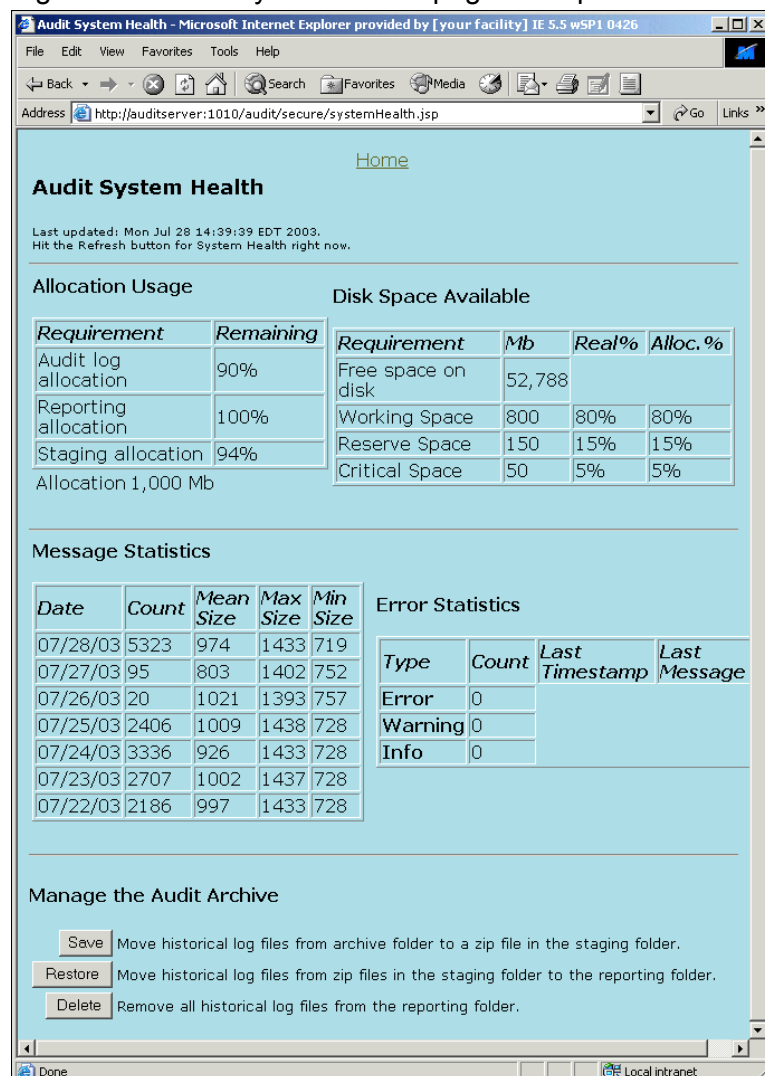 Audit System Health - Microsoft Internet Explorer provided by [your facility] IE 5.5 wSP1 0426
File Edit View Favorites Tools Help
Back Search Favorites Media
Address http://auditserver:1010/audit/secure/systemHealth.jsp Go Links »
Home
Audit System Health
Last updated: Mon Jul 28 14:39:39 EDT 2003.
Hit the Refresh button for System Health right now.
Allocation Usage
Requirement Remaining
Audit log allocation 90%
Reporting allocation 100%
Staging allocation 94%
Allocation 1,000 Mb
Disk Space Available
Requirement Mb Real% Alloc.%
Free space on disk 52,788
Working Space 800 80% 80%
Reserve Space 150 15% 15%
Critical Space 50 5% 5%
Message Statistics
Date Count Mean Size Max Size Min Size
07/28/03 5323 974 1433 719
07/27/03 95 803 1402 752
07/26/03 20 1021 1393 757
07/25/03 2406 1009 1438 728
07/24/03 3336 926 1433 728
07/23/03 2707 1002 1437 728
07/22/03 2186 997 1433 728
Error Statistics
Type Count Last Timestamp Last Message
Error 0
Warning 0
Info 0
Manage the Audit Archive
Save Move historical log files from archive folder to a zip file in the staging folder.
Restore Move historical log files from zip files in the staging folder to the reporting folder.
Delete Remove all historical log files from the reporting folder.
Done Local intranet